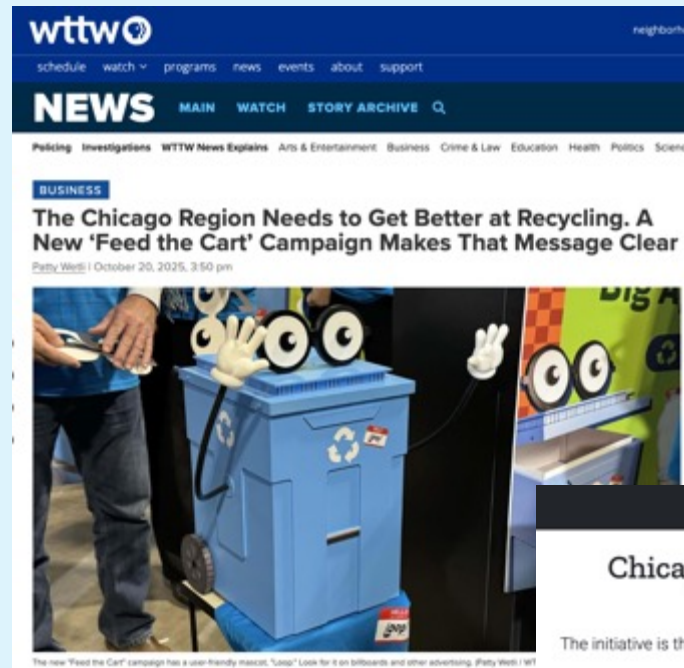 wttw
neighborh
schedule watch programs news events about support
NEWS MAIN WATCH STORY ARCHIVE
Policing Investigations WTTW News Explains Arts & Entertainment Business Crime & Law Education Health Politics Scienc
BUSINESS
The Chicago Region Needs to Get Better at Recycling. A
New ‘Feed the Cart’ Campaign Makes That Message Clear
Patty Wetli | October 20, 2025, 3:50 pm
Big A
HELLO
Loop
The new “Feed the Cart” campaign has a user-friendly mascot, “Loop.” Look for it on billboards and other advertising. (Patty Wetli / WT
Chica
The initiative is th